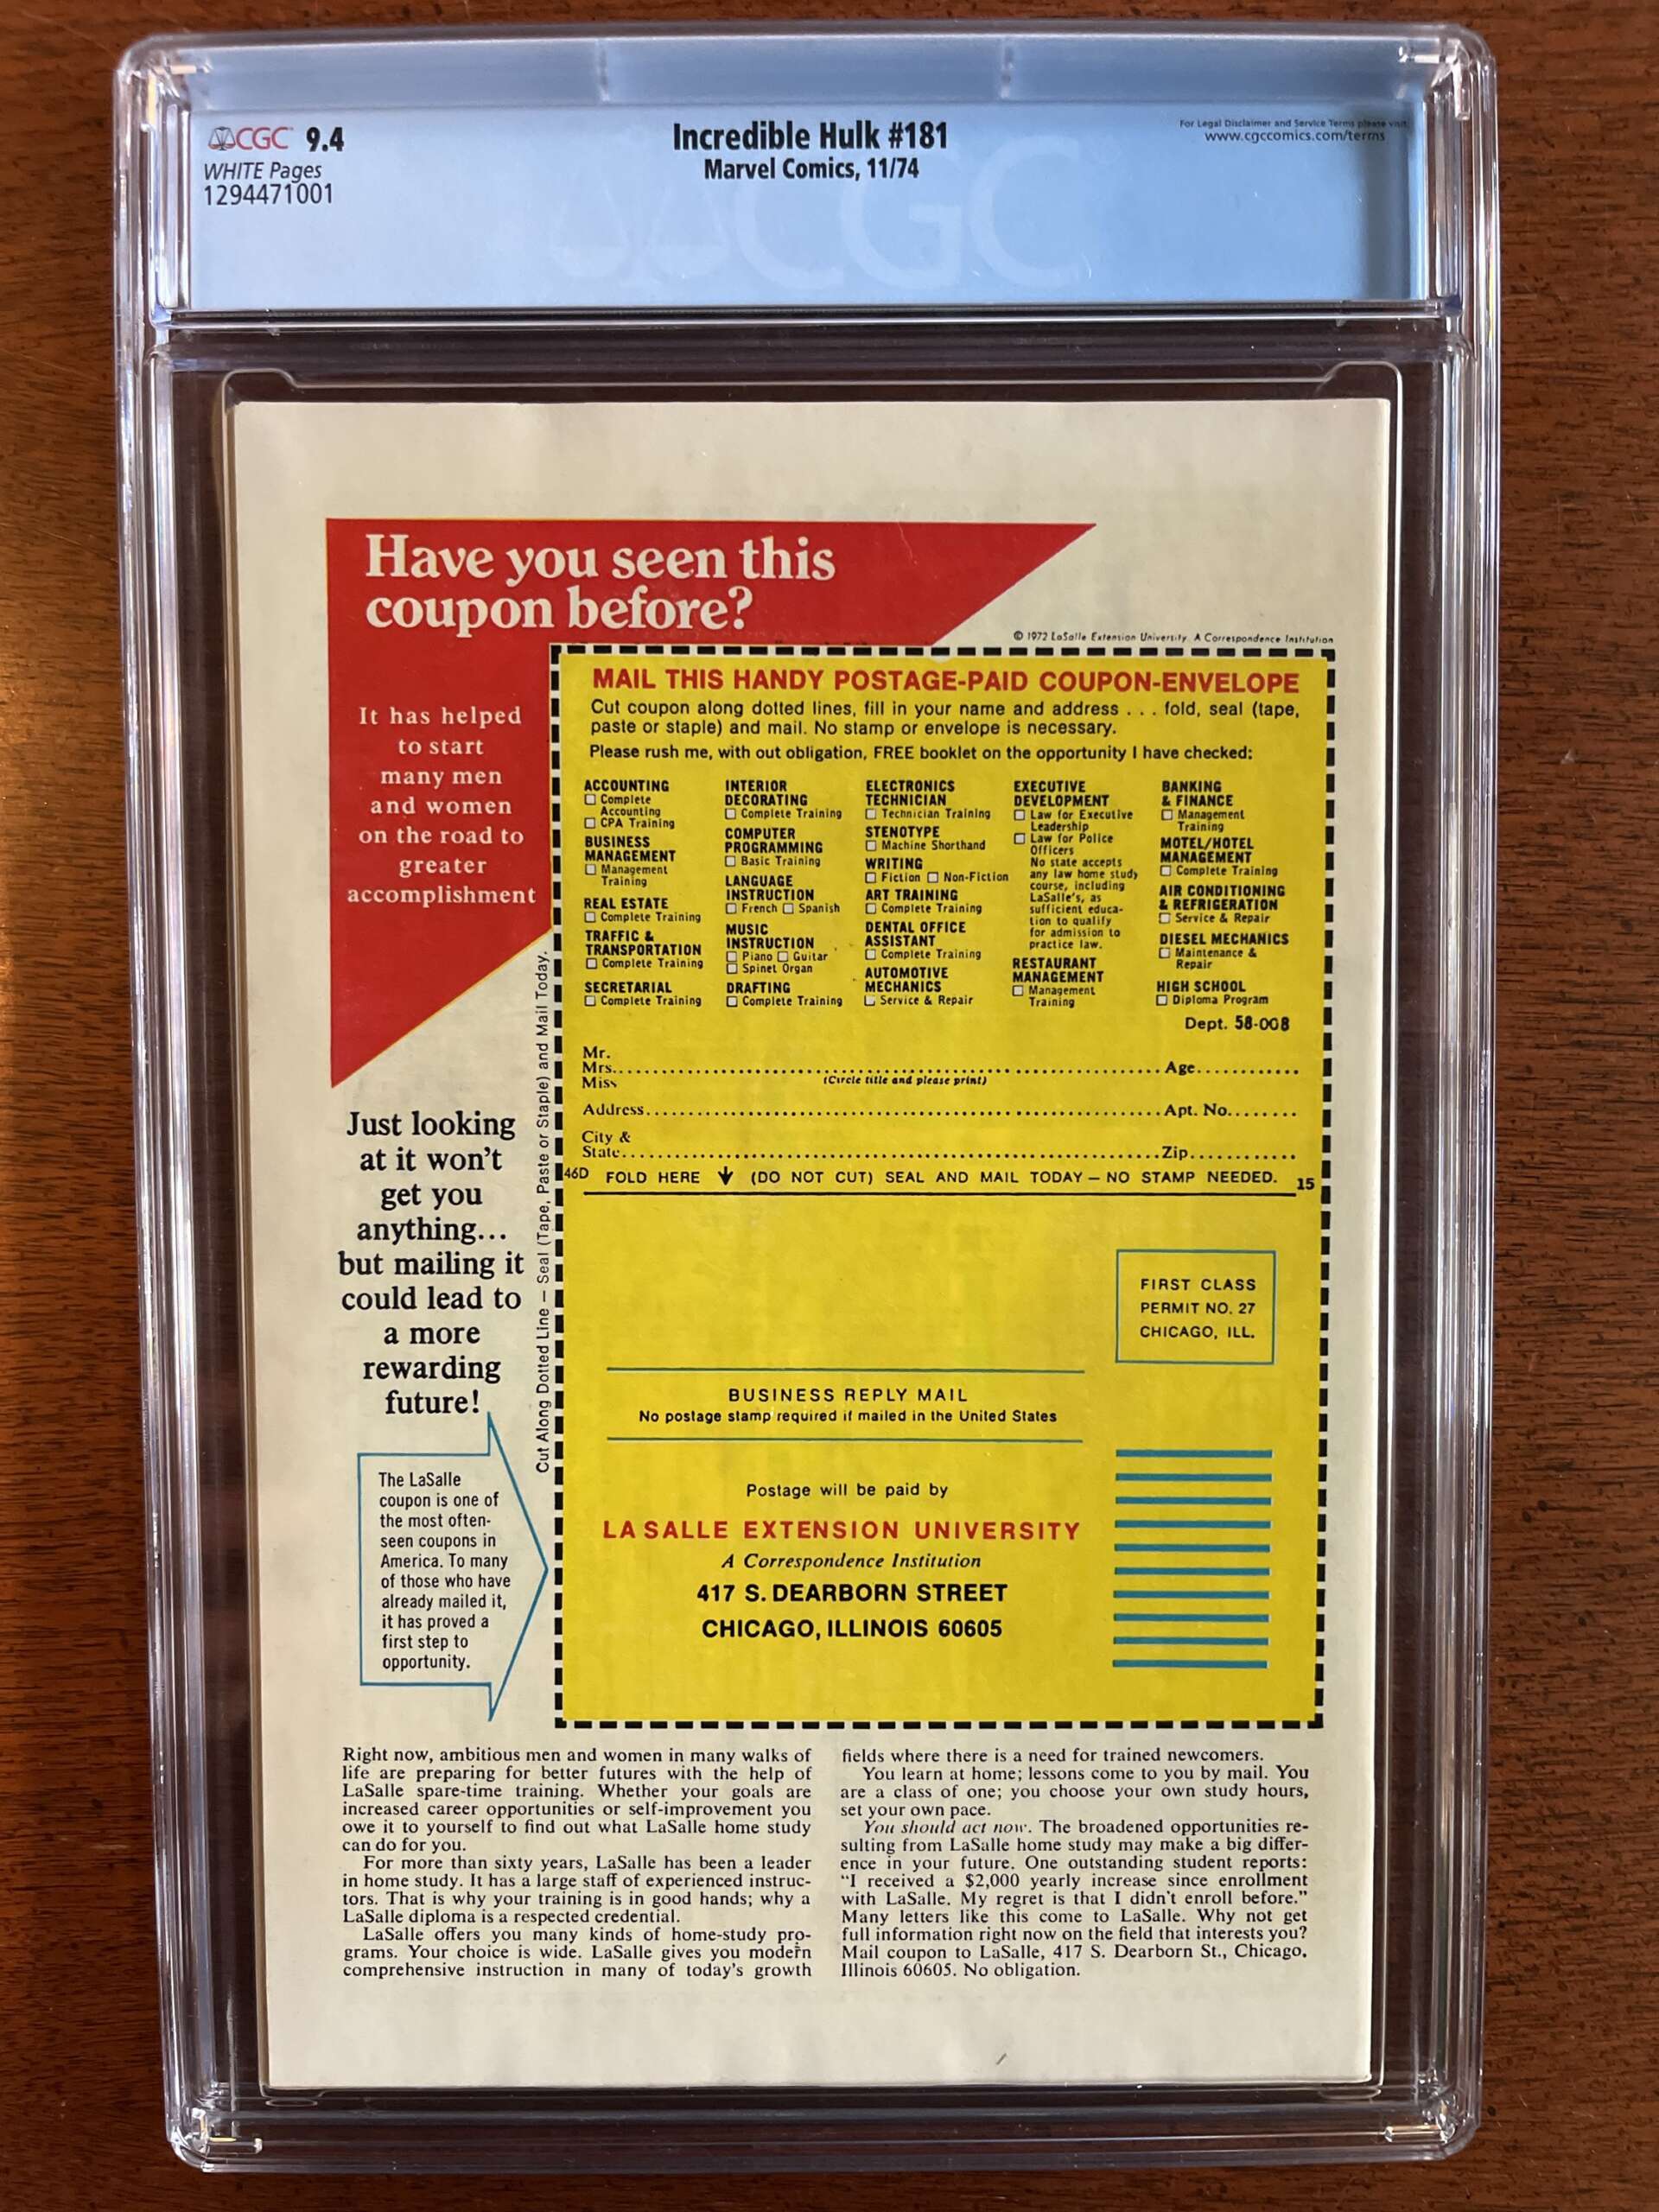 CGC 9.4
WHITE Pages
1294471001
Incredible Hulk #181
Marvel Comics, 11/74
For Legal Disclaimer and Service Terms please visit
www.cgccomics.com/terms
CGC
Have you seen this
coupon before?
© 1972 LaSalle Extension University. A Correspondence Institution
It has helped
to start
many men
and women
on the road to
greater
accomplishment
Just looking
at it won't
get you
anything...
but mailing it
could lead to
a more
rewarding
future!
The LaSalle
coupon is one of
the most often-
seen coupons in
America. To many
of those who have
already mailed it,
it has proved a
first step to
opportunity.
Cut Along Dotted Line – Seal (Tape, Paste or Staple) and Mail Today.
MAIL THIS HANDY POSTAGE-PAID COUPON-ENVELOPE
Cut coupon along dotted lines, fill in your name and address . . . fold, seal (tape,
paste or staple) and mail. No stamp or envelope is necessary.
Please rush me, with out obligation, FREE booklet on the opportunity I have checked:
ACCOUNTING
☐ Complete
Accounting
☐ CPA Training
BUSINESS
MANAGEMENT
☐ Management
Training
REAL ESTATE
☐ Complete Training
TRAFFIC &
TRANSPORTATION
☐ Complete Training
SECRETARIAL
☐ Complete Training
INTERIOR
DECORATING
☐ Complete Training
COMPUTER
PROGRAMMING
☐ Basic Training
LANGUAGE
INSTRUCTION
☐ French ☐ Spanish
MUSIC
INSTRUCTION
☐ Piano ☐ Guitar
☐ Spinet Organ
DRAFTING
☐ Complete Training
ELECTRONICS
TECHNICIAN
☐ Technician Training
STENOTYPE
☐ Machine Shorthand
WRITING
☐ Fiction ☐ Non-Fiction
ART TRAINING
☐ Complete Training
DENTAL OFFICE
ASSISTANT
☐ Complete Training
AUTOMOTIVE
MECHANICS
☐ Service & Repair
EXECUTIVE
DEVELOPMENT
☐ Law for Executive
Leadership
☐ Law for Police
Officers
No state accepts
any law home study
course, including
LaSalle's, as
sufficient educa-
tion to qualify
for admission to
practice law.
RESTAURANT
MANAGEMENT
☐ Management
Training
BANKING
& FINANCE
☐ Management
Training
MOTEL/HOTEL
MANAGEMENT
☐ Complete Training
AIR CONDITIONING
& REFRIGERATION
☐ Service & Repair
DIESEL MECHANICS
☐ Maintenance &
Repair
HIGH SCHOOL
☐ Diploma Program
Dept. 58-008
Mr.
Mrs. Age
Miss (Circle title and please print)
Address Apt. No.
City &
State Zip
46D FOLD HERE ↓ (DO NOT CUT) SEAL AND MAIL TODAY – NO STAMP NEEDED. 15
FIRST CLASS
PERMIT NO. 27
CHICAGO, ILL.
BUSINESS REPLY MAIL
No postage stamp required if mailed in the United States
Postage will be paid by
LA SALLE EXTENSION UNIVERSITY
A Correspondence Institution
417 S. DEARBORN STREET
CHICAGO, ILLINOIS 60605
Right now, ambitious men and women in many walks of
life are preparing for better futures with the help of
LaSalle spare-time training. Whether your goals are
increased career opportunities or self-improvement you
owe it to yourself to find out what LaSalle home study
can do for you.
For more than sixty years, LaSalle has been a leader
in home study. It has a large staff of experienced instruc-
tors. That is why your training is in good hands; why a
LaSalle diploma is a respected credential.
LaSalle offers you many kinds of home-study pro-
grams. Your choice is wide. LaSalle gives you modern
comprehensive instruction in many of today's growth
fields where there is a need for trained newcomers.
You learn at home; lessons come to you by mail. You
are a class of one; you choose your own study hours,
set your own pace.
You should act now. The broadened opportunities re-
sulting from LaSalle home study may make a big differ-
ence in your future. One outstanding student reports:
"I received a $2,000 yearly increase since enrollment
with LaSalle. My regret is that I didn't enroll before."
Many letters like this come to LaSalle. Why not get
full information right now on the field that interests you?
Mail coupon to LaSalle, 417 S. Dearborn St., Chicago,
Illinois 60605. No obligation.